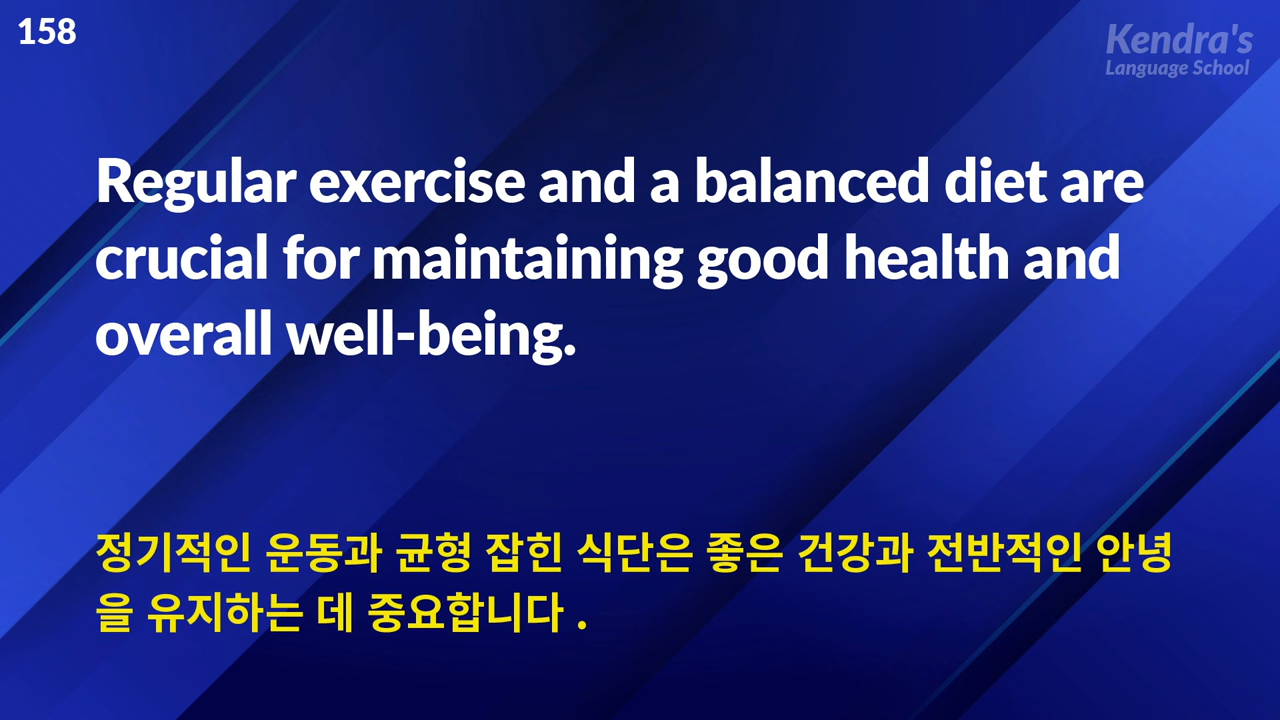 158
Kendra's
Language School
Regular exercise and a balanced diet are
crucial for maintaining good health and
overall well-being.
정기적인 운동과 균형 잡힌 식단은 좋은 건강과 전반적인 안녕
을 유지하는 데 중요합니다 .